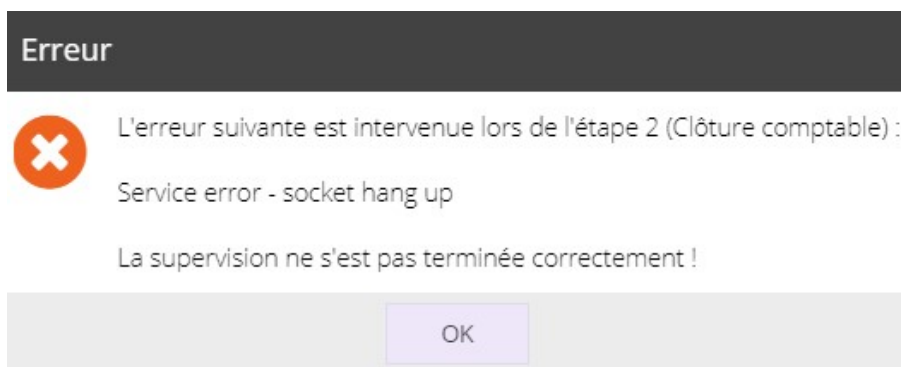 Erreur
L'erreur suivante est intervenue lors de l'étape 2 (Clôture comptable) :
Service error - socket hang up
La supervision ne s'est pas terminée correctement !
OK